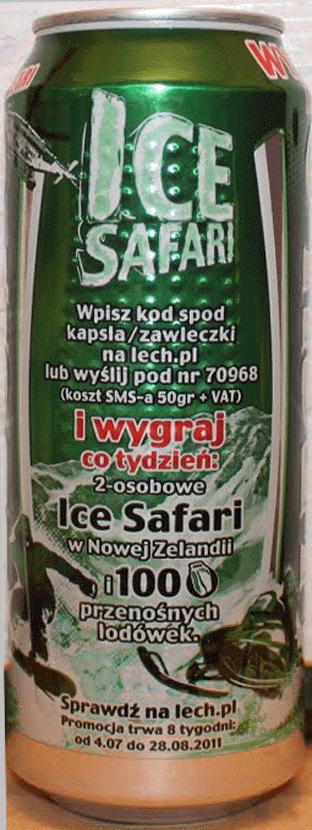 ICE
SAFARI
Wpisz kod spod
kapsla/zawleczki
na lech.pl
lub wyślij pod nr 70968
(koszt SMS-a 50gr + VAT)
i wygraj
co tydzień:
2-osobowe
Ice Safari
w Nowej Zelandii
i 100
przenośnych
lodówek.
Sprawdź na lech.pl
Promocja trwa 8 tygodni:
od 4.07 do 28.08.2011